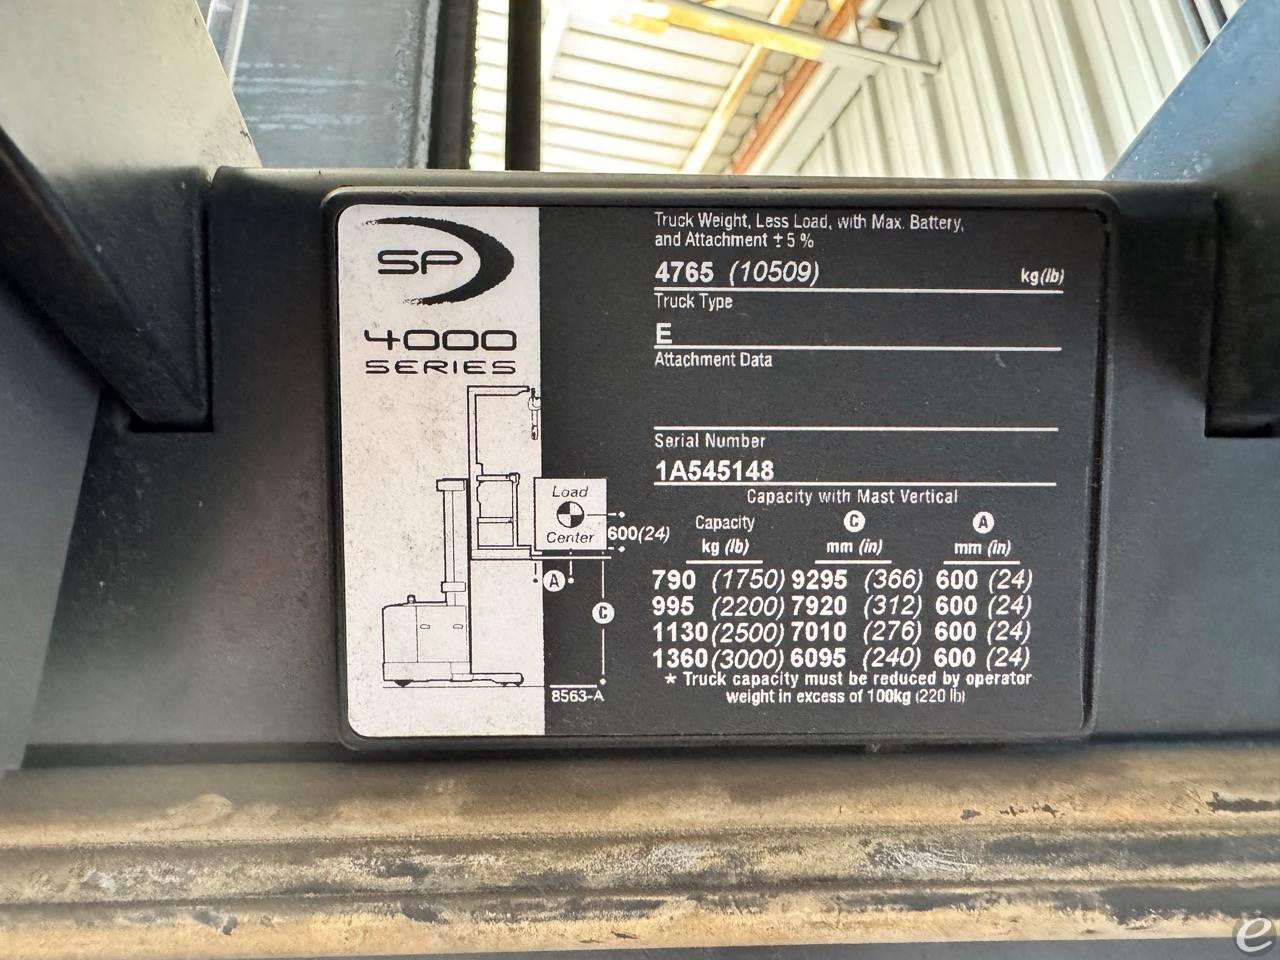 SP
4000
SERIES
Load
Center
600(24)
A
C
8563-A
Truck Weight, Less Load, with Max. Battery,
and Attachment ± 5 %
4765 (10509) kg(lb)
Truck Type
E
Attachment Data
Serial Number
1A545148
Capacity with Mast Vertical
Capacity C A
kg (lb) mm (in) mm (in)
790 (1750) 9295 (366) 600 (24)
995 (2200) 7920 (312) 600 (24)
1130 (2500) 7010 (276) 600 (24)
1360 (3000) 6095 (240) 600 (24)
* Truck capacity must be reduced by operator
weight in excess of 100kg (220 lb)
e